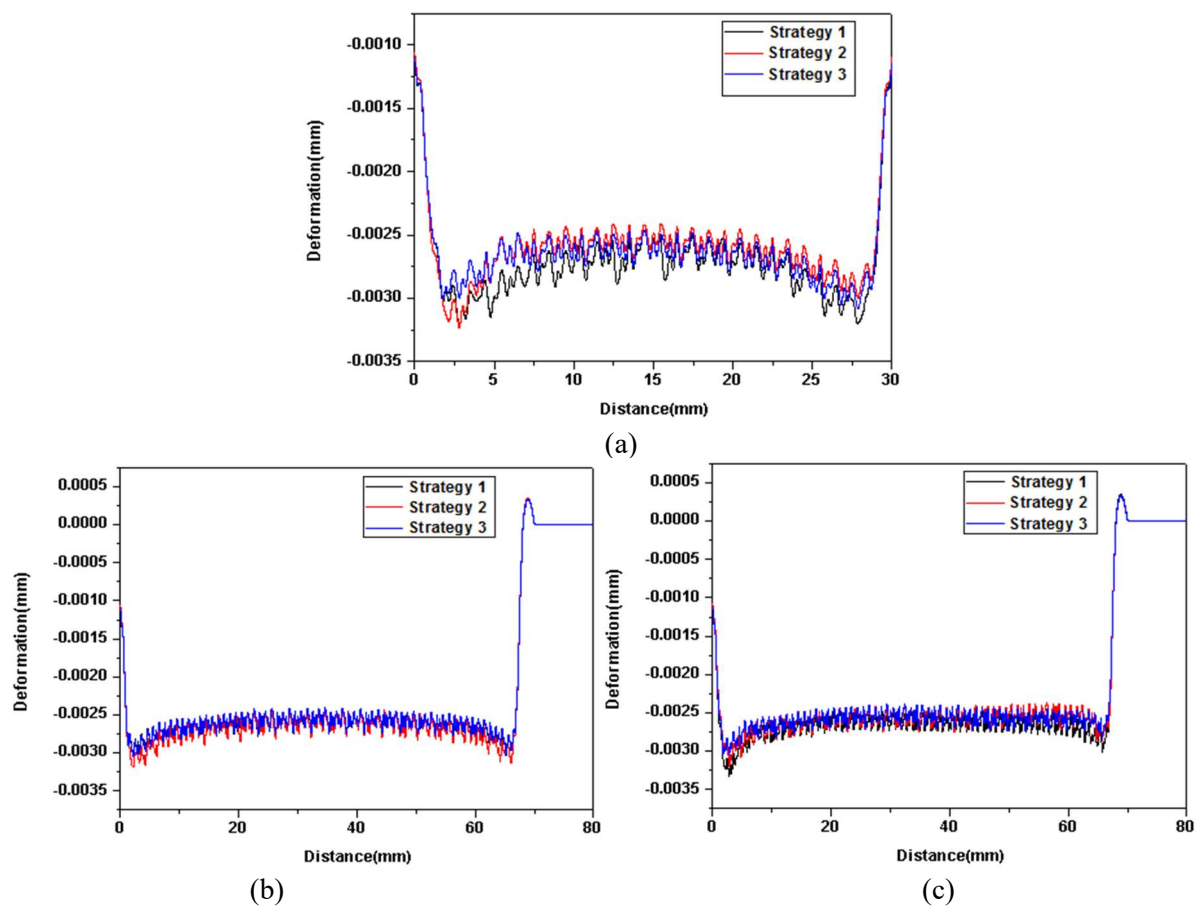 Strategy 1
Strategy 2
Strategy 3
-0.0010
-0.0015
-0.0020
-0.0025
-0.0030
-0.0035
Deformation(mm)
0 5 10 15 20 25 30
Distance(mm)
(a)
Strategy 1
Strategy 2
Strategy 3
0.0005
0.0000
-0.0005
-0.0010
-0.0015
-0.0020
-0.0025
-0.0030
-0.0035
Deformation(mm)
0 20 40 60 80
Distance(mm)
(b)
Strategy 1
Strategy 2
Strategy 3
0.0005
0.0000
-0.0005
-0.0010
-0.0015
-0.0020
-0.0025
-0.0030
-0.0035
Deformation(mm)
0 20 40 60 80
Distance(mm)
(c)